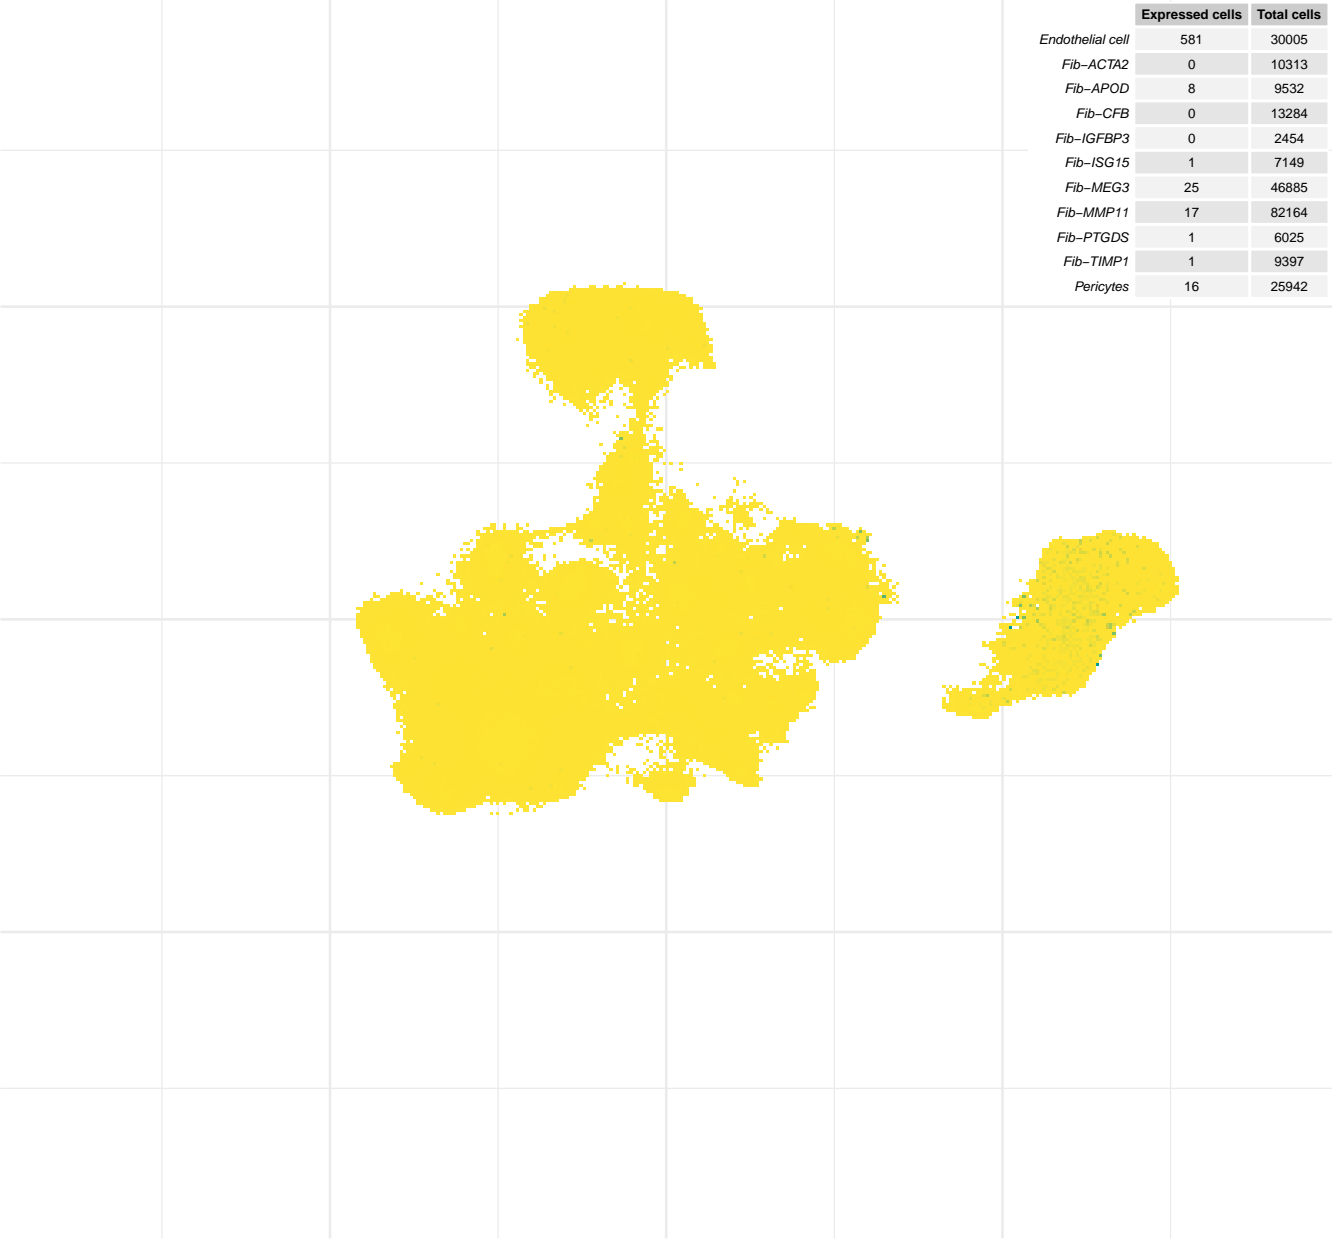 Expressed cells Total cells
Endothelial cell 581 30005
Fib−ACTA2 0 10313
Fib−APOD 8 9532
Fib−CFB 0 13284
Fib−IGFBP3 0 2454
Fib−ISG15 1 7149
Fib−MEG3 25 46885
Fib−MMP11 17 82164
Fib−PTGDS 1 6025
Fib−TIMP1 1 9397
Pericytes 16 25942